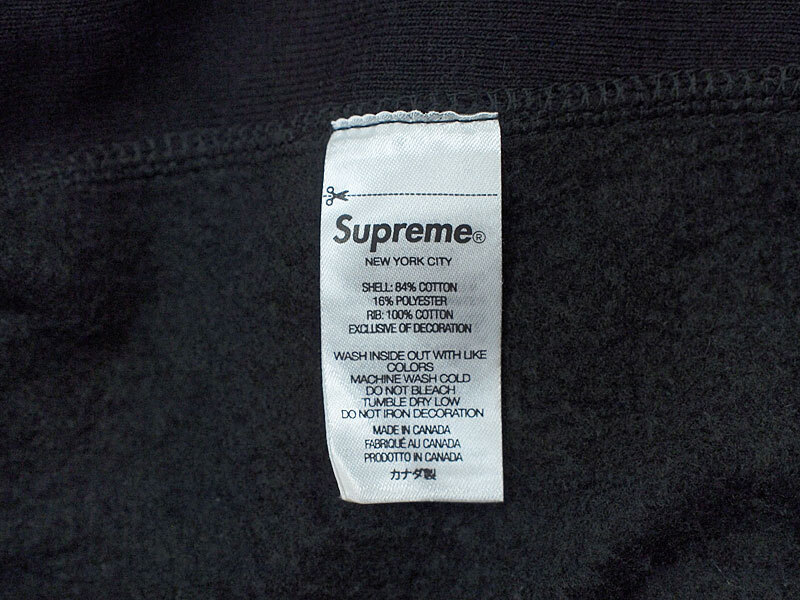 Supreme®
NEW YORK CITY
SHELL: 84% COTTON
16% POLYESTER
RIB: 100% COTTON
EXCLUSIVE OF DECORATION
WASH INSIDE OUT WITH LIKE
COLORS
MACHINE WASH COLD
DO NOT BLEACH
TUMBLE DRY LOW
DO NOT IRON DECORATION
MADE IN CANADA
FABRIQUÉ AU CANADA
PRODOTTO IN CANADA
カナダ製